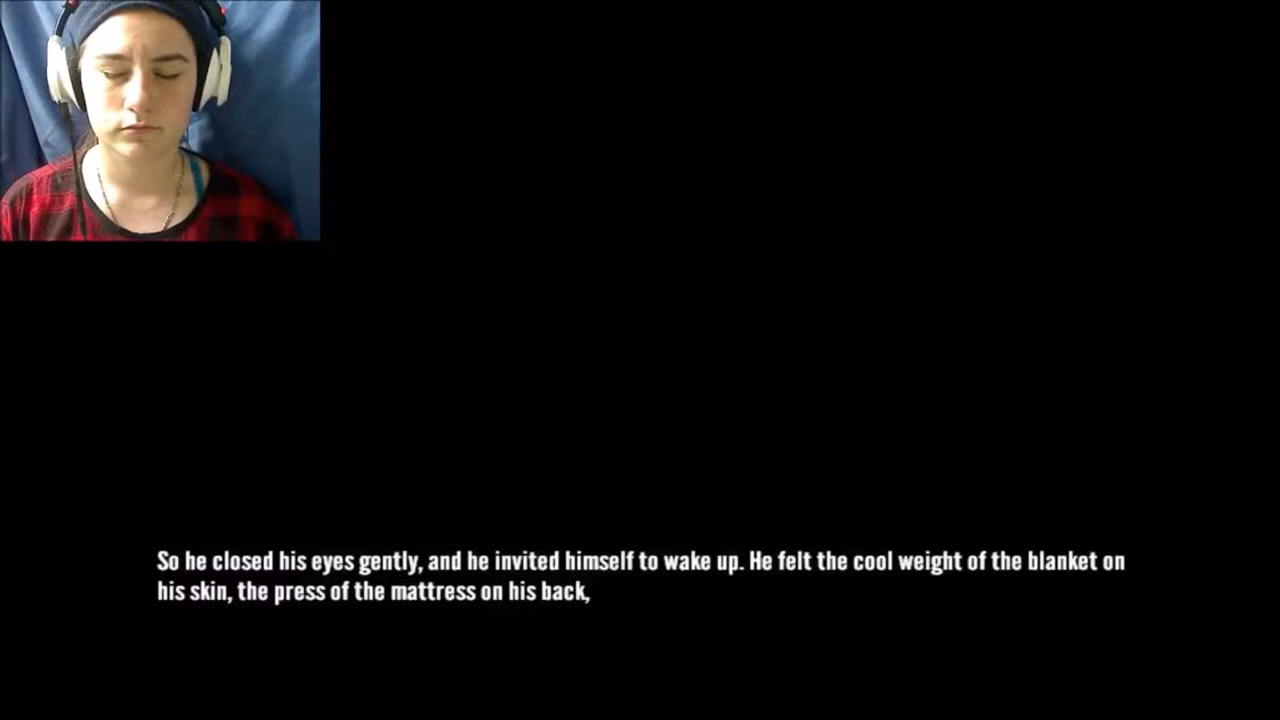 So he closed his eyes gently, and he invited himself to wake up. He felt the cool weight of the blanket on
his skin, the press of the mattress on his back,